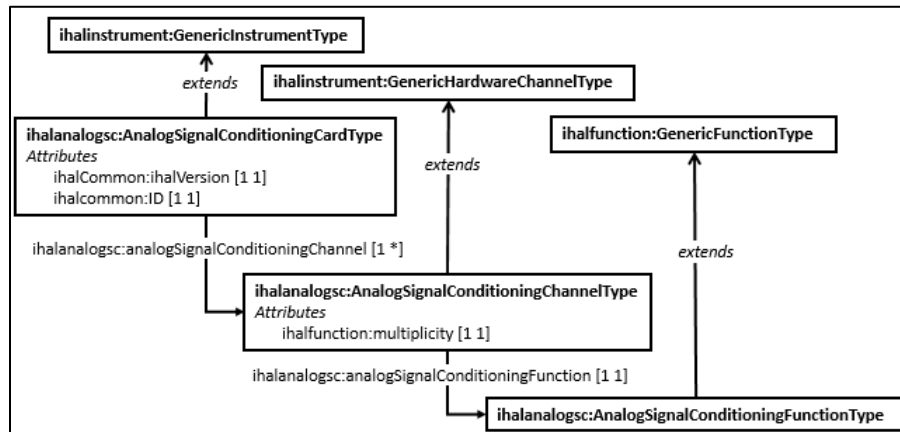 ihalinstrument:GenericInstrumentType
extends
ihalinstrument:GenericHardwareChannelType
ihalanalogsc:AnalogSignalConditioningCardType
Attributes
ihalCommon:ihalVersion [1 1]
ihalcommon:ID [1 1]
ihalfunction:GenericFunctionType
extends
ihalanalogsc:analogSignalConditioningChannel [1 *]
extends
ihalanalogsc:AnalogSignalConditioningChannelType
Attributes
ihalfunction:multiplicity [1 1]
ihalanalogsc:analogSignalConditioningFunction [1 1]
ihalanalogsc:AnalogSignalConditioningFunctionType